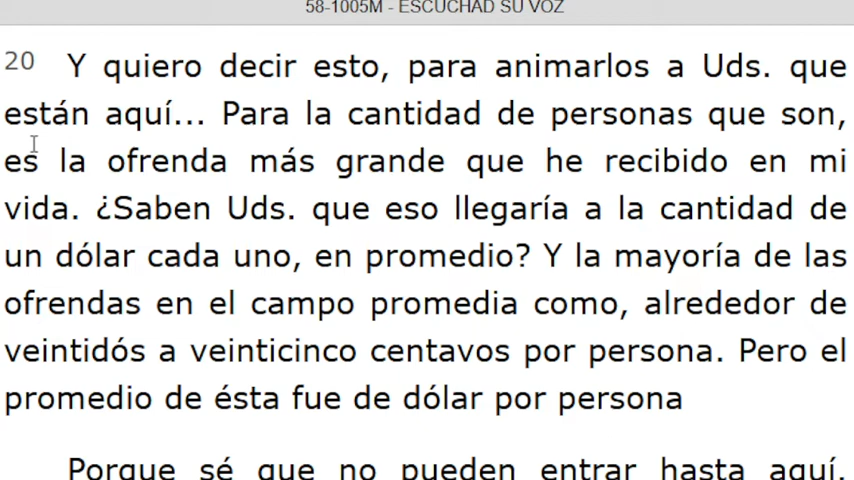 58-1005M - ESCUCHAD SU VOZ
20 Y quiero decir esto, para animarlos a Uds. que
están aquí... Para la cantidad de personas que son,
es la ofrenda más grande que he recibido en mi
vida. ¿Saben Uds. que eso llegaría a la cantidad de
un dólar cada uno, en promedio? Y la mayoría de las
ofrendas en el campo promedia como, alrededor de
veintidós a veinticinco centavos por persona. Pero el
promedio de ésta fue de dólar por persona
Porque sé que no pueden entrar hasta aquí,